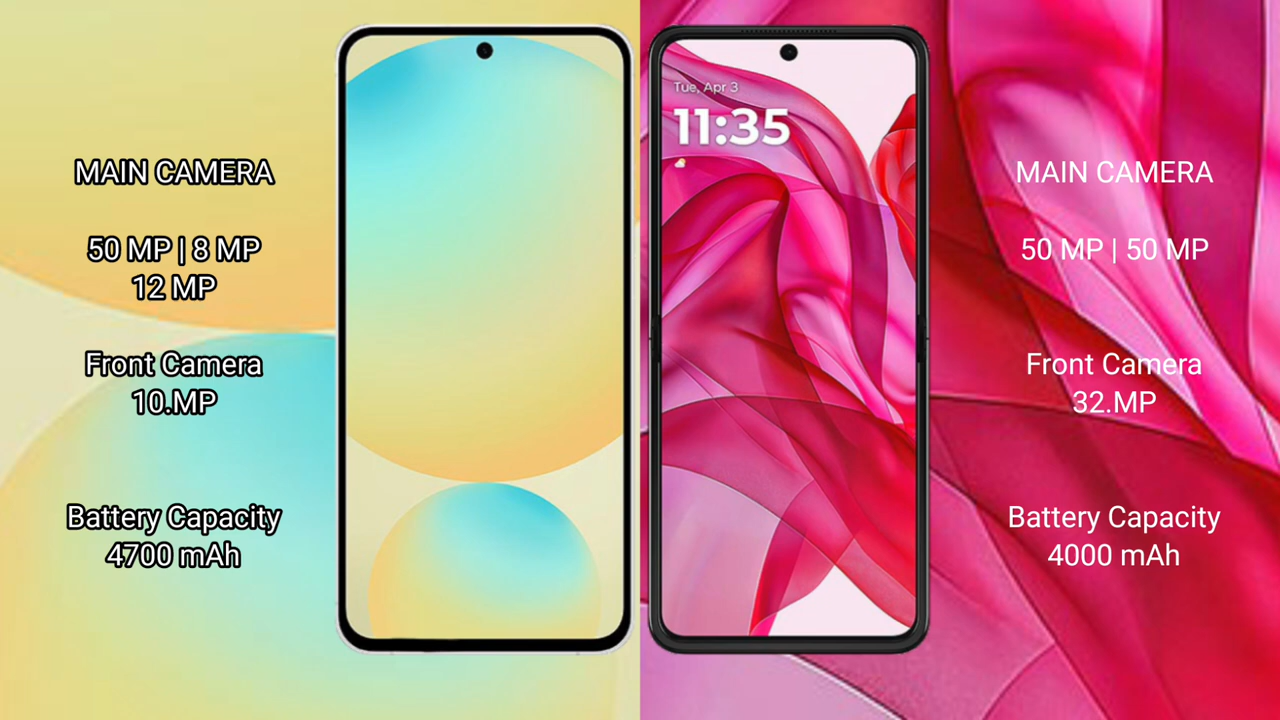 MAIN CAMERA
50 MP | 8 MP
12 MP
Front Camera
10.MP
Battery Capacity
4700 mAh
Tue, Apr 3
11:35
MAIN CAMERA
50 MP | 50 MP
Front Camera
32.MP
Battery Capacity
4000 mAh